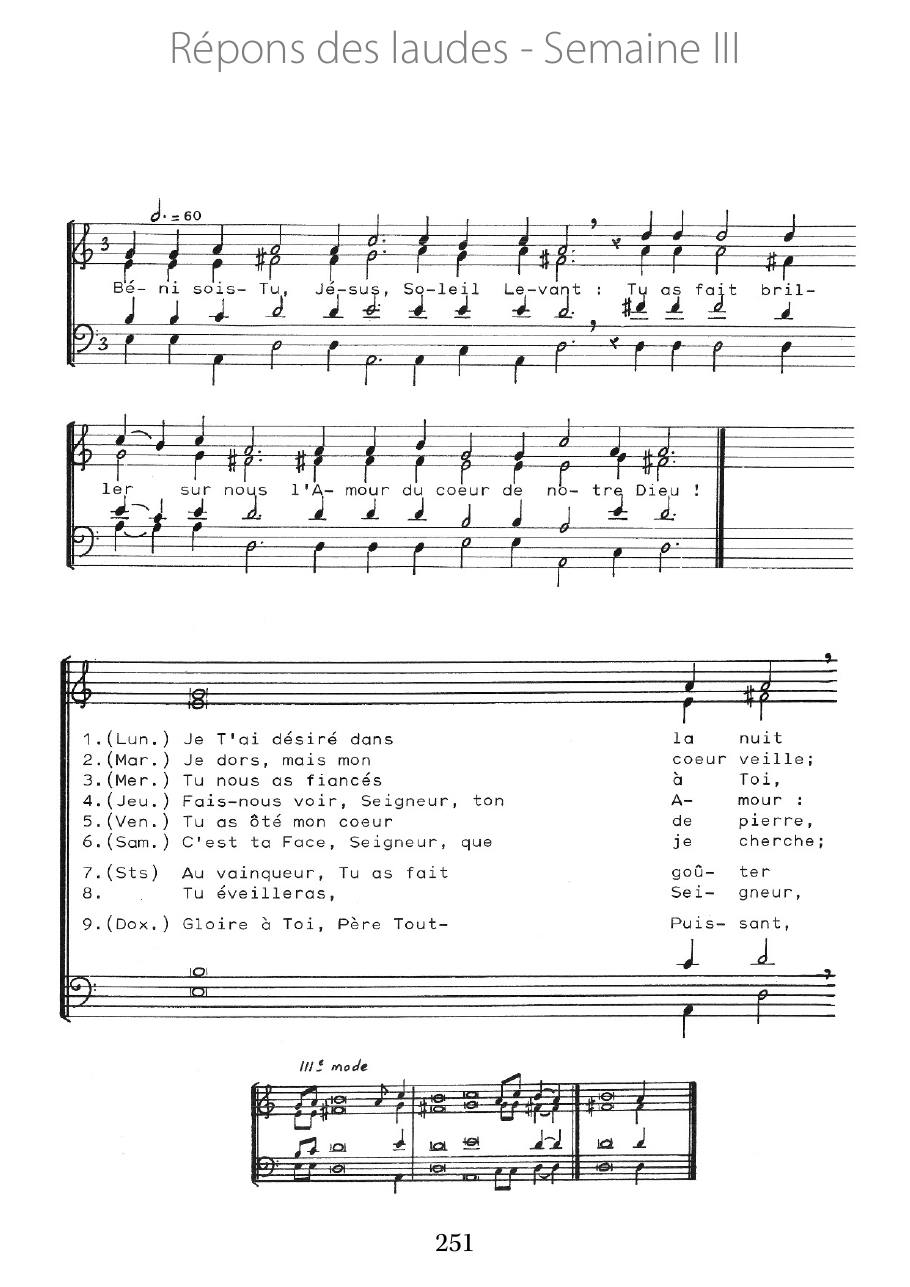 Répons des laudes - Semaine III
𝅗𝅥. = 60
3
Bé- ni sois- Tu, Jé-sus, So-leil Le-vant : Tu as fait bril-
3
ler sur nous l'A- mour du coeur de no- tre Dieu !
1.(Lun.) Je T'ai désiré dans la nuit
2.(Mar.) Je dors, mais mon coeur veille;
3.(Mer.) Tu nous as fiancés à Toi,
4.(Jeu.) Fais-nous voir, Seigneur, ton A- mour :
5.(Ven.) Tu as ôté mon coeur de pierre,
6.(Sam.) C'est ta Face, Seigneur, que je cherche;
7.(Sts) Au vainqueur, Tu as fait goû- ter
8. Tu éveilleras, Sei- gneur,
9.(Dox.) Gloire à Toi, Père Tout- Puis- sant,
IIIe mode
251